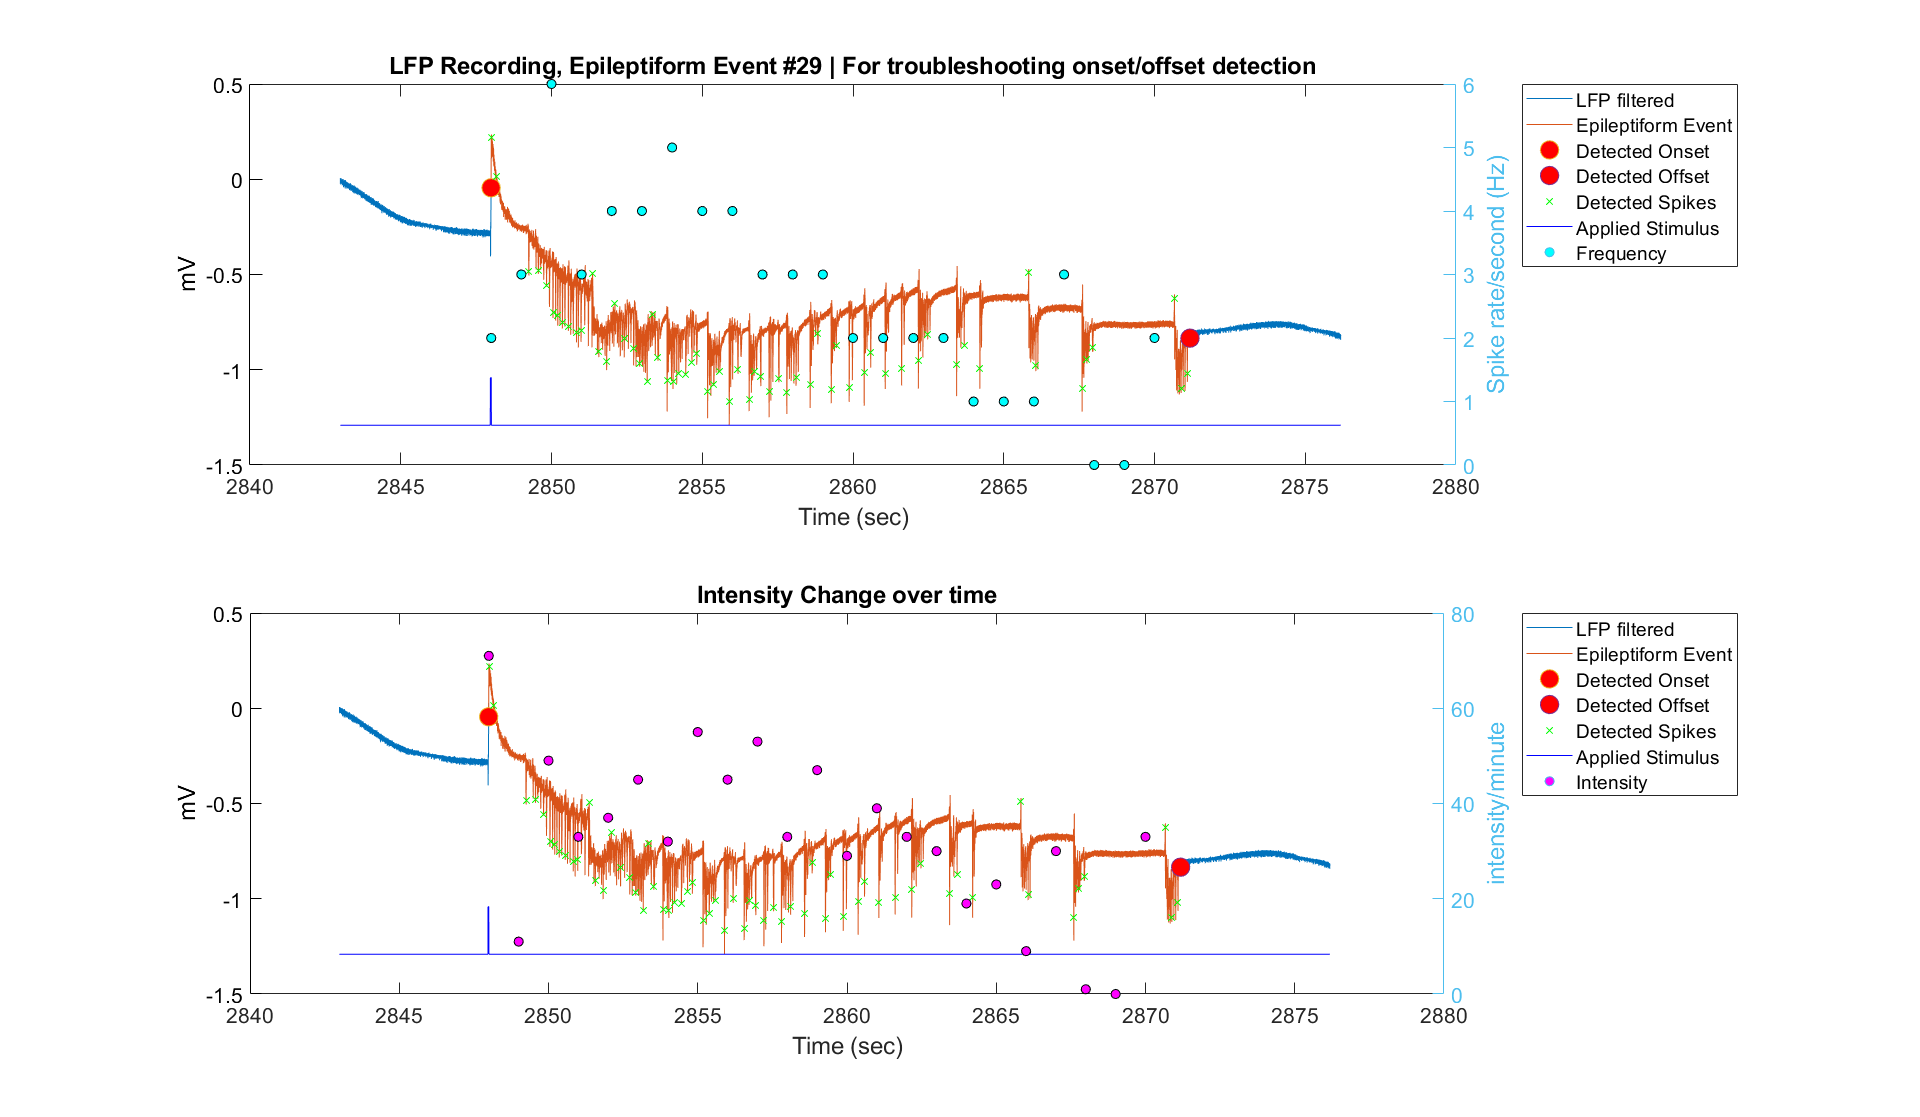 LFP Recording, Epileptiform Event #29 | For troubleshooting onset/offset detection
0.5
0
-0.5
-1
-1.5
mV
6
5
4
3
2
1
0
Spike rate/second (Hz)
2840 2845 2850 2855 2860 2865 2870 2875 2880
Time (sec)
LFP filtered
Epileptiform Event
Detected Onset
Detected Offset
Detected Spikes
Applied Stimulus
Frequency
Intensity Change over time
0.5
0
-0.5
-1
-1.5
mV
80
60
40
20
0
intensity/minute
2840 2845 2850 2855 2860 2865 2870 2875 2880
Time (sec)
LFP filtered
Epileptiform Event
Detected Onset
Detected Offset
Detected Spikes
Applied Stimulus
Intensity